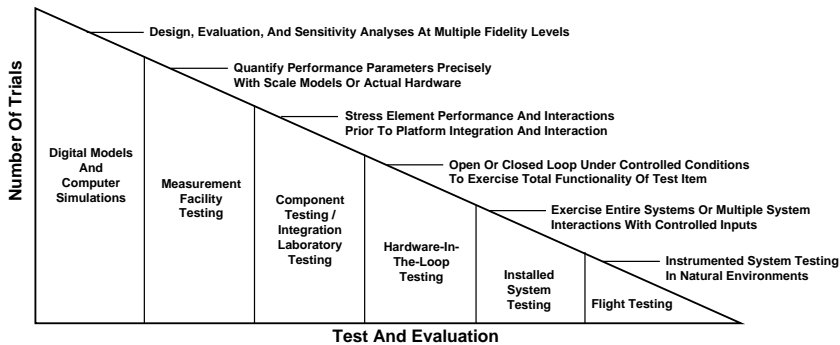 Design, Evaluation, And Sensitivity Analyses At Multiple Fidelity Levels
Quantify Performance Parameters Precisely
With Scale Models Or Actual Hardware
Stress Element Performance And Interactions
Prior To Platform Integration And Interaction
Open Or Closed Loop Under Controlled Conditions
To Exercise Total Functionality Of Test Item
Exercise Entire Systems Or Multiple System
Interactions With Controlled Inputs
Instrumented System Testing
In Natural Environments
Number Of Trials
Digital Models
And
Computer
Simulations
Measurement
Facility
Testing
Component
Testing /
Integration
Laboratory
Testing
Hardware-In-
The-Loop
Testing
Installed
System
Testing
Flight Testing
Test And Evaluation